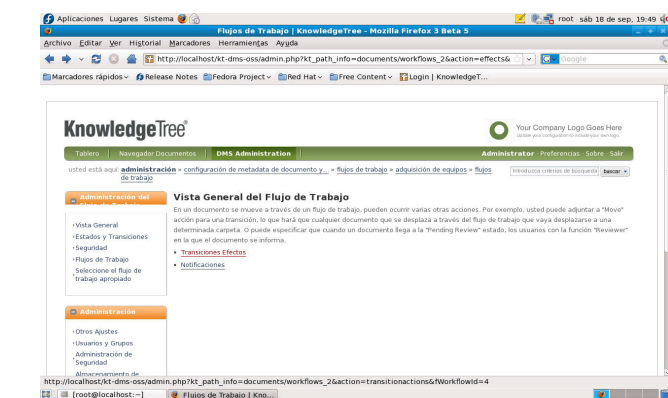 Aplicaciones Lugares Sistema root sáb 18 de sep, 19:49
Flujos de Trabajo | KnowledgeTree - Mozilla Firefox 3 Beta 5
Archivo Editar Ver Historial Marcadores Herramientas Ayuda
http://localhost/kt-dms-oss/admin.php?kt_path_info=documents/workflows_2&action=effects& Google
Marcadores rápidos Release Notes Fedora Project Red Hat Free Content Login | KnowledgeT...
KnowledgeTree Your Company Logo Goes Here
Update your configuration to include your own logo.
Tablero Navegador Documentos DMS Administration Administrator · Preferencias · Sobre · Salir
usted está aquí: administración » configuración de metadata de documento y... » flujos de trabajo » adquisición de equipos » flujos de trabajo
Introduzca criterios de búsqueda buscar
Administración del
Flujo de Trabajo
Vista General
Estados y Transiciones
Seguridad
Flujos de Trabajo
Seleccione el flujo de
trabajo apropiado
Vista General del Flujo de Trabajo
En un documento se mueve a través de un flujo de trabajo, pueden ocurrir varias otras acciones. Por ejemplo, usted puede adjuntar a "Move"
acción para una transición, lo que hará que cualquier documento que se desplaza a través del flujo de trabajo que vaya desplazarse a una
determinada carpeta. O puede especificar que cuando un documento llega a la "Pending Review" estado, los usuarios con la función "Reviewer"
en la que el documento se informa.
• Transiciones Efectos
• Notificaciones
Administración
Otros Ajustes
Usuarios y Grupos
Administración de
Seguridad
Almacenamiento de
http://localhost/kt-dms-oss/admin.php?kt_path_info=documents/workflows_2&action=transitionactions&fWorkflowId=4
[root@localhost:~] Flujos de Trabajo | Kno...